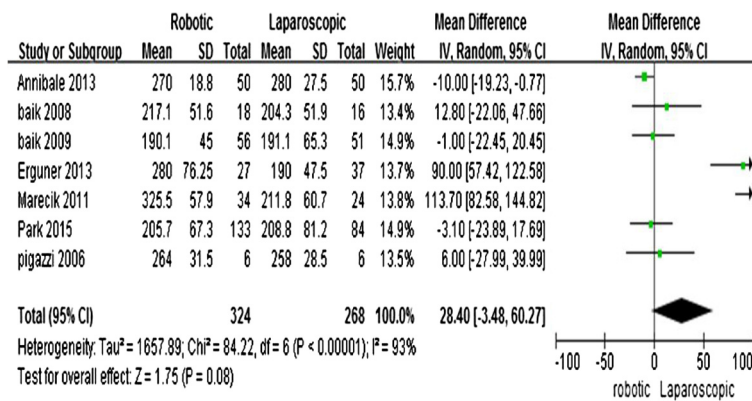 Robotic Laparoscopic Mean Difference Mean Difference
Study or Subgroup Mean SD Total Mean SD Total Weight IV, Random, 95% CI IV, Random, 95% CI
Annibale 2013 270 18.8 50 280 27.5 50 15.7% -10.00 [-19.23, -0.77]
baik 2008 217.1 51.6 18 204.3 51.9 16 13.4% 12.80 [-22.06, 47.66]
baik 2009 190.1 45 56 191.1 65.3 51 14.9% -1.00 [-22.45, 20.45]
Erguner 2013 280 76.25 27 190 47.5 37 13.7% 90.00 [57.42, 122.58]
Marecik 2011 325.5 57.9 34 211.8 60.7 24 13.8% 113.70 [82.58, 144.82]
Park 2015 205.7 67.3 133 208.8 81.2 84 14.9% -3.10 [-23.89, 17.69]
pigazzi 2006 264 31.5 6 258 28.5 6 13.5% 6.00 [-27.99, 39.99]
Total (95% CI) 324 268 100.0% 28.40 [-3.48, 60.27]
Heterogeneity: Tau² = 1657.89; Chi² = 84.22, df = 6 (P < 0.00001); I² = 93%
Test for overall effect: Z = 1.75 (P = 0.08)
-100 -50 0 50 100
robotic Laparoscopic